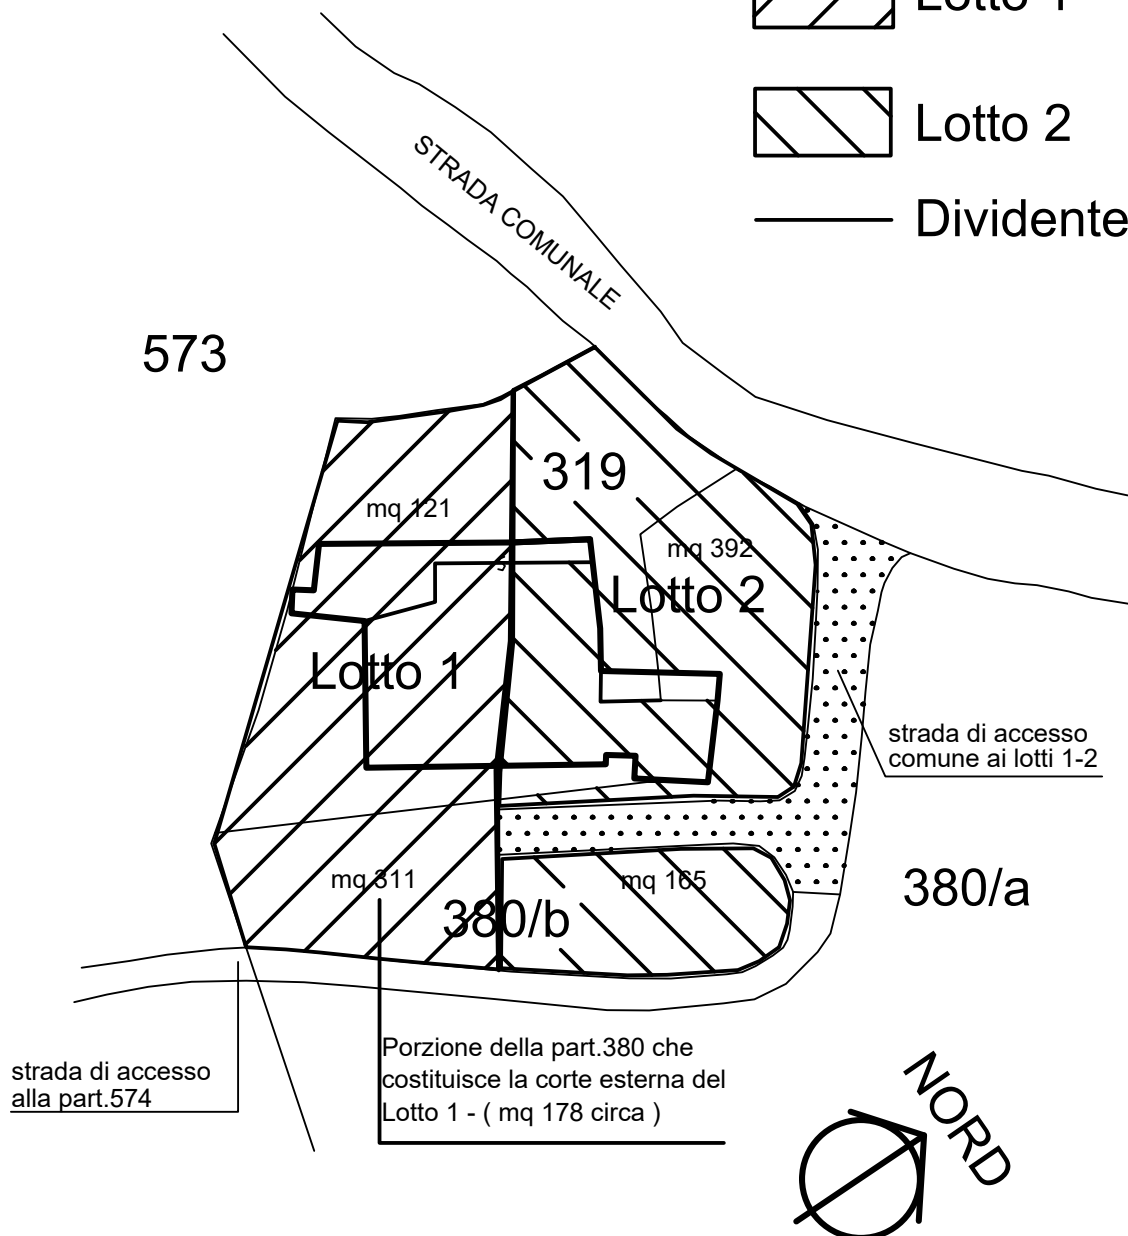 Lotto 1
Lotto 2
Dividente
STRADA COMUNALE
573
319
mq 121
mq 392
Lotto 2
Lotto 1
strada di accesso
comune ai lotti 1-2
mq 311
mq 165
380/a
380/b
Porzione della part.380 che
costituisce la corte esterna del
Lotto 1 - ( mq 178 circa )
strada di accesso
alla part.574
NORD